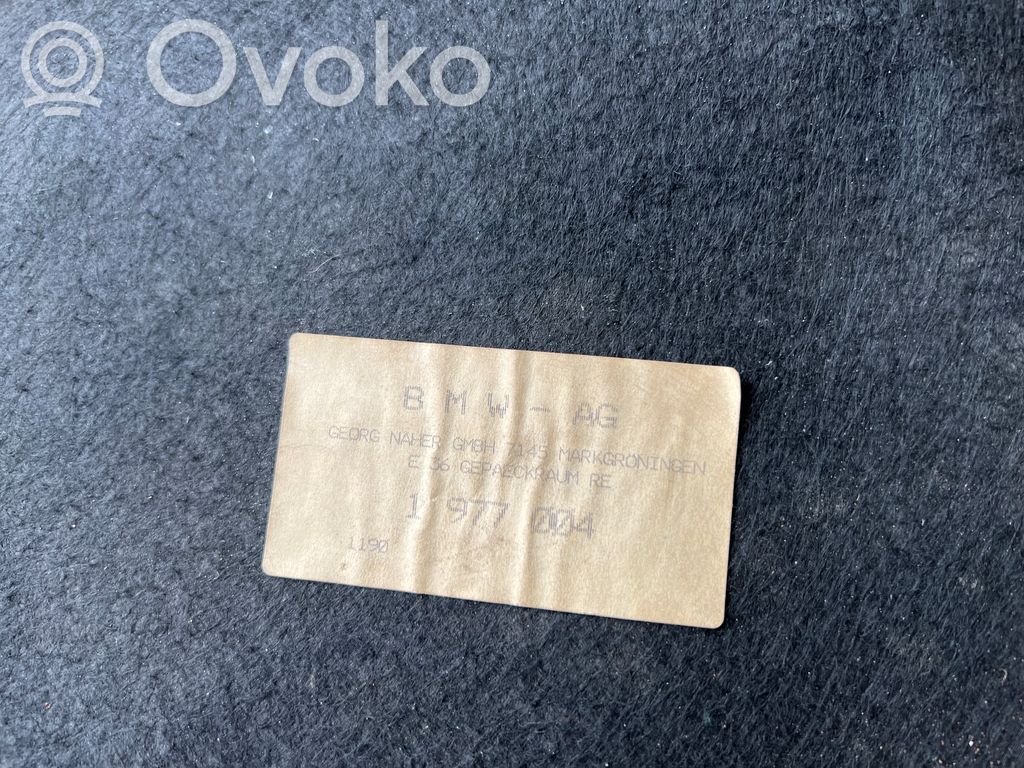 Ovoko
B M W - AG
GEORG NAHER GMBH 7145 MARKGRONINGEN
E 36 GEPAECKRAUM RE
1 977 004
1190